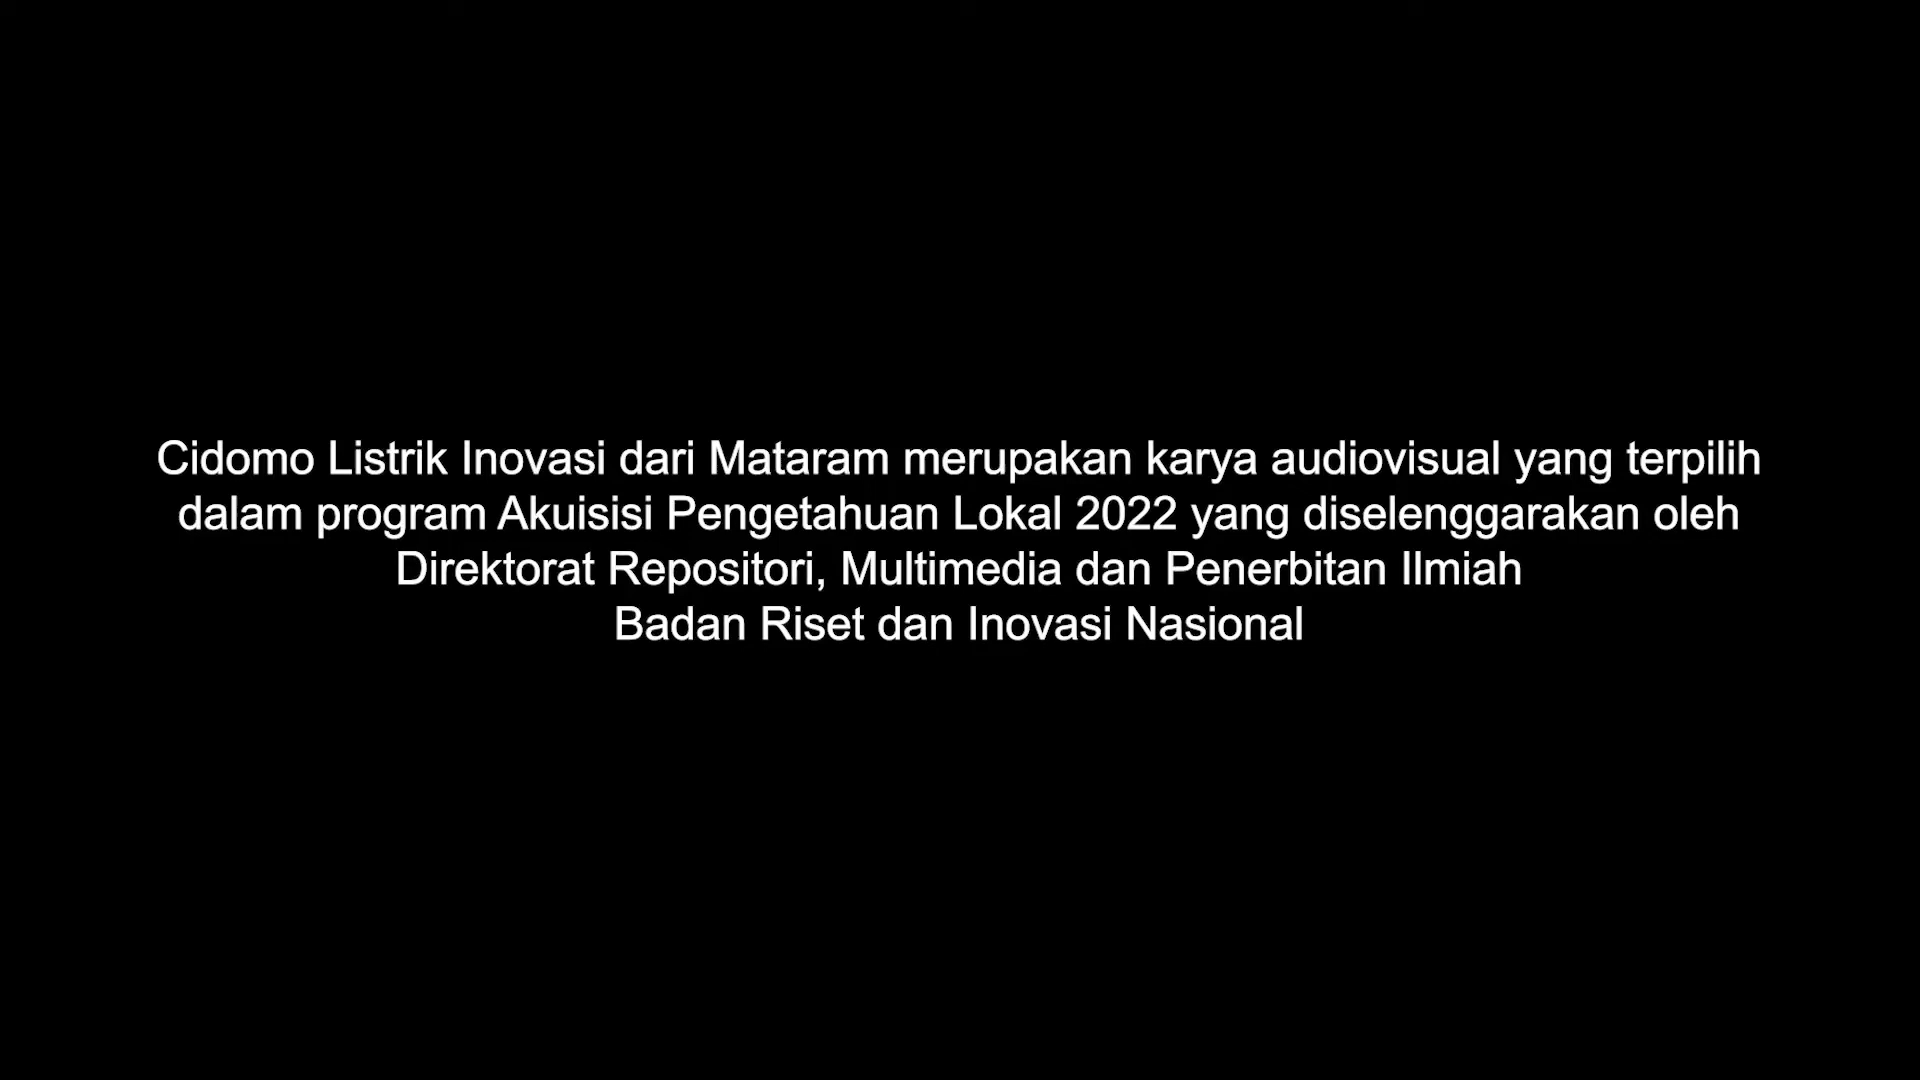 Cidomo Listrik Inovasi dari Mataram merupakan karya audiovisual yang terpilih
dalam program Akuisisi Pengetahuan Lokal 2022 yang diselenggarakan oleh
Direktorat Repositori, Multimedia dan Penerbitan Ilmiah
Badan Riset dan Inovasi Nasional